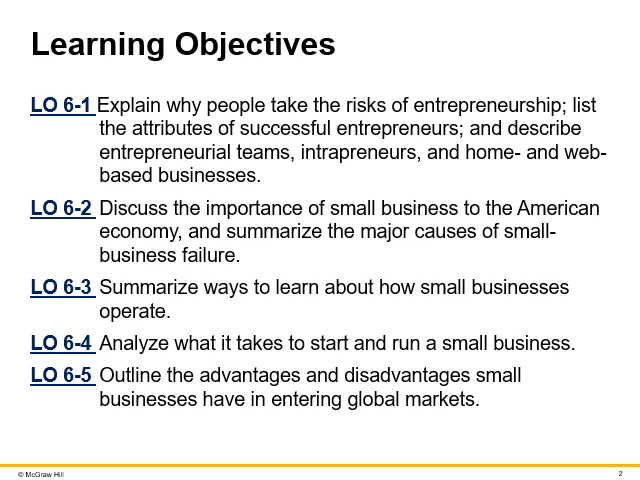 Learning Objectives
LO 6-1 Explain why people take the risks of entrepreneurship; list
the attributes of successful entrepreneurs; and describe
entrepreneurial teams, intrapreneurs, and home- and web-
based businesses.
LO 6-2 Discuss the importance of small business to the American
economy, and summarize the major causes of small-
business failure.
LO 6-3 Summarize ways to learn about how small businesses
operate.
LO 6-4 Analyze what it takes to start and run a small business.
LO 6-5 Outline the advantages and disadvantages small
businesses have in entering global markets.
© McGraw Hill
2